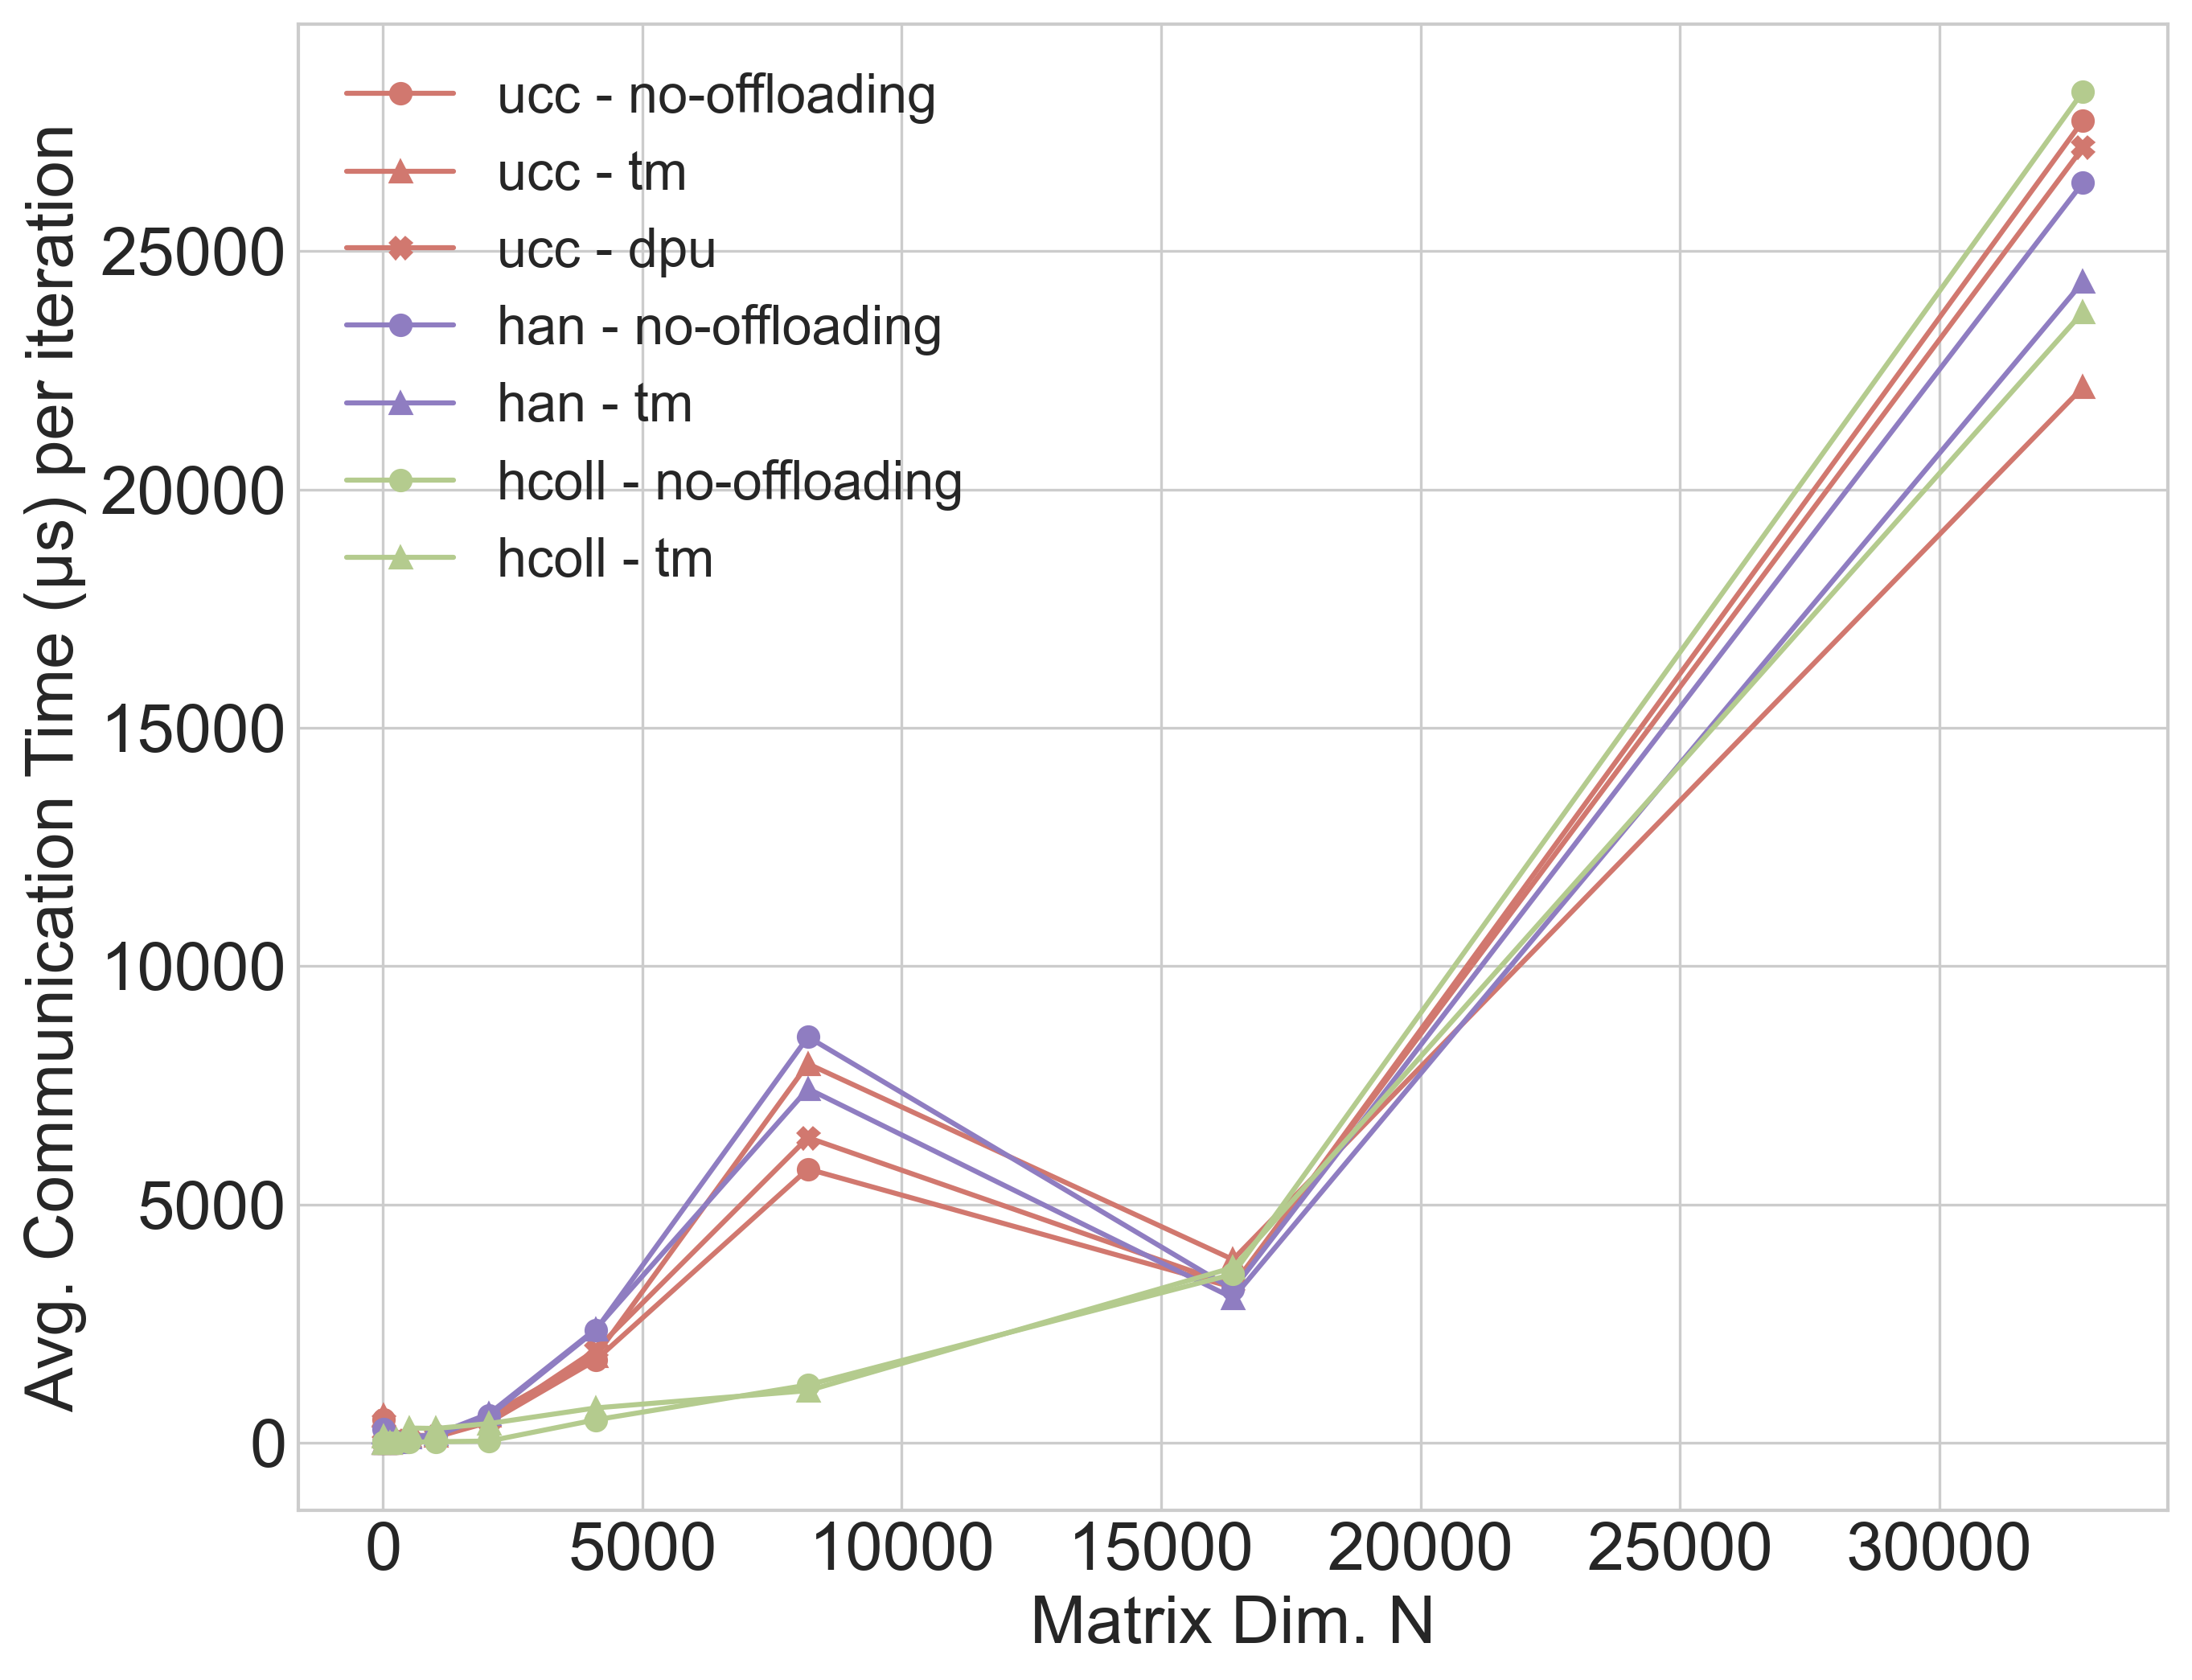 ucc - no-offloading
ucc - tm
ucc - dpu
han - no-offloading
han - tm
hcoll - no-offloading
hcoll - tm
Avg. Communication Time (µs) per iteration
25000
20000
15000
10000
5000
0
0 5000 10000 15000 20000 25000 30000
Matrix Dim. N